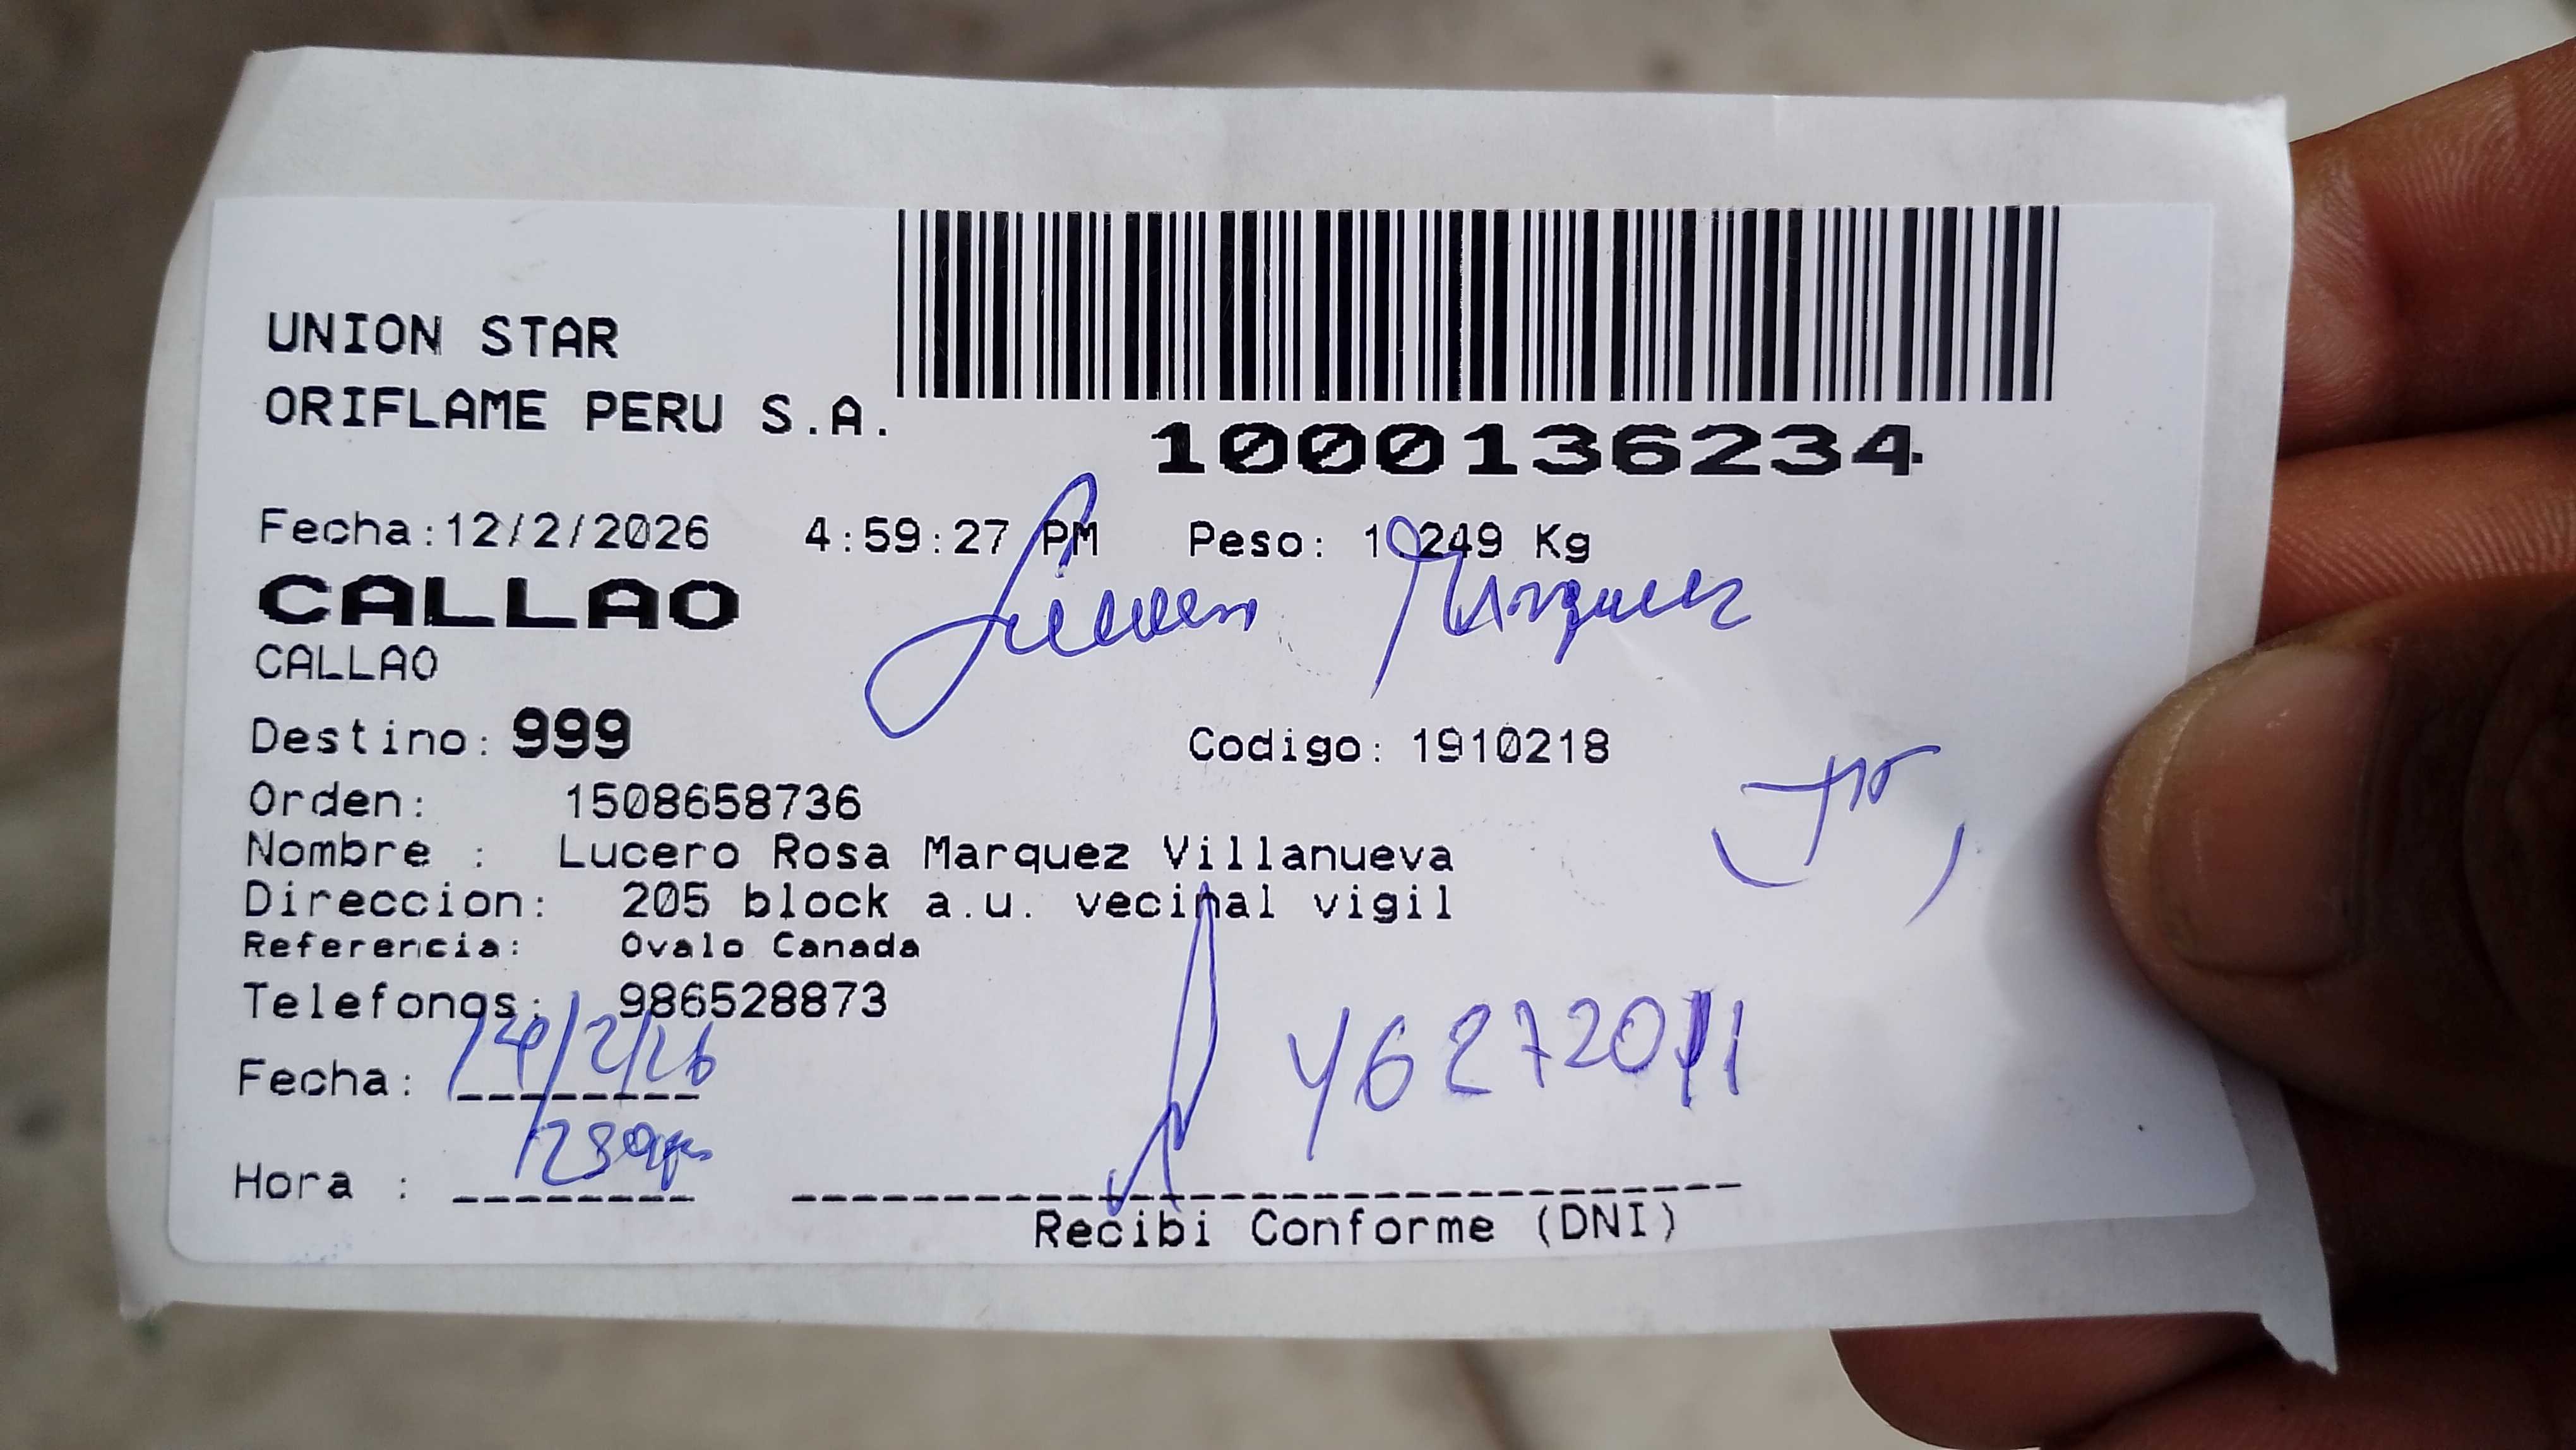 UNION STAR
ORIFLAME PERU S.A.
1000136234
Fecha:12/2/2026 4:59:27 PM Peso: 1.249 Kg
CALLAO
Marquez
CALLAO
Destino: 999 Codigo: 1910218
Orden: 1508658736
Nombre : Lucero Rosa Marquez Villanueva
Direccion: 205 block a.u. vecinal vigil
Referencia: Ovalo Canada
Telefonos: 986528873
Fecha: 14/2/26
Hora :
Recibi Conforme (DNI)